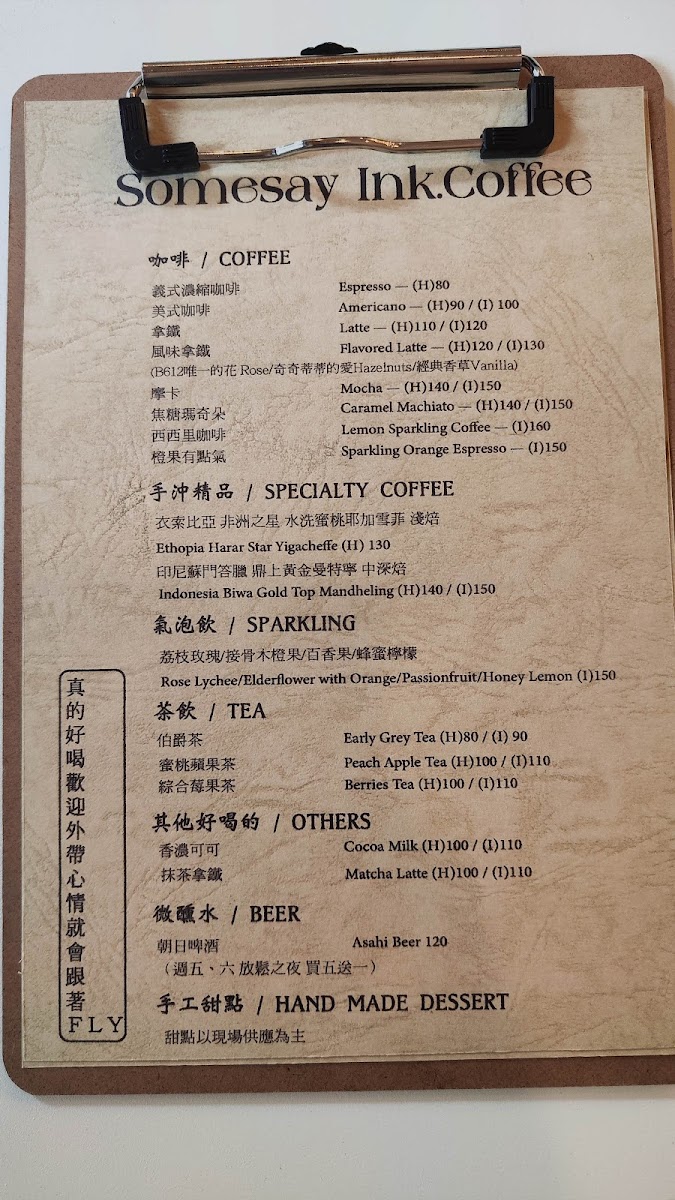 Somesay Ink.Coffee
咖啡 / COFFEE
義式濃縮咖啡 Espresso — (H)80
美式咖啡 Americano — (H)90 / (I) 100
拿鐵 Latte — (H)110 / (I)120
風味拿鐵 Flavored Latte — (H)120 / (I)130
(B612唯一的花 Rose/奇奇蒂蒂的愛Hazelnuts/經典香草Vanilla)
摩卡 Mocha — (H)140 / (I)150
焦糖瑪奇朵 Caramel Machiato — (H)140 / (I)150
西西里咖啡 Lemon Sparkling Coffee — (I)160
橙果有點氣 Sparkling Orange Espresso — (I)150
手沖精品 / SPECIALTY COFFEE
衣索比亞 非洲之星 水洗蜜桃耶加雪菲 淺焙
Ethopia Harar Star Yigacheffe (H) 130
印尼蘇門答臘 鼎上黃金曼特寧 中深焙
Indonesia Biwa Gold Top Mandheling (H)140 / (I)150
氣泡飲 / SPARKLING
荔枝玫瑰/接骨木橙果/百香果/蜂蜜檸檬
Rose Lychee/Elderflower with Orange/Passionfruit/Honey Lemon (I)150
茶飲 / TEA
伯爵茶 Early Grey Tea (H)80 / (I) 90
蜜桃蘋果茶 Peach Apple Tea (H)100 / (I)110
綜合莓果茶 Berries Tea (H)100 / (I)110
其他好喝的 / OTHERS
香濃可可 Cocoa Milk (H)100 / (I)110
抹茶拿鐵 Matcha Latte (H)100 / (I)110
微醺水 / BEER
朝日啤酒 Asahi Beer 120
（週五、六 放鬆之夜 買五送一）
手工甜點 / HAND MADE DESSERT
甜點以現場供應為主
真的好喝歡迎外帶心情就會跟著FLY